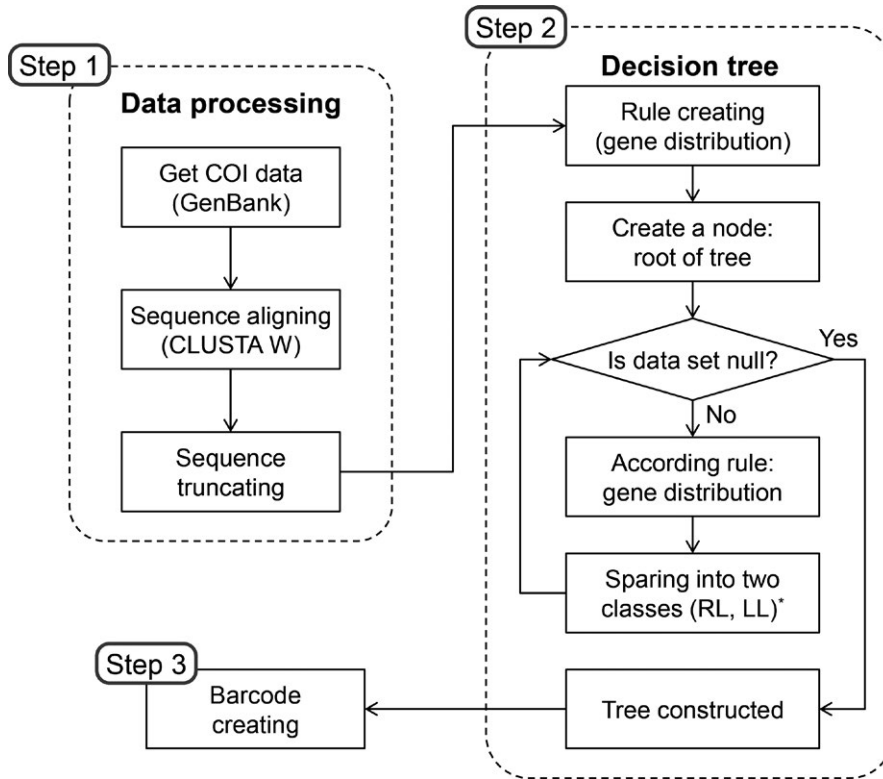 Step 1
Data processing
Get COI data
(GenBank)
Sequence aligning
(CLUSTA W)
Sequence
truncating
Step 2
Decision tree
Rule creating
(gene distribution)
Create a node:
root of tree
Is data set null?
Yes
No
According rule:
gene distribution
Sparing into two
classes (RL, LL)*
Tree constructed
Step 3
Barcode
creating